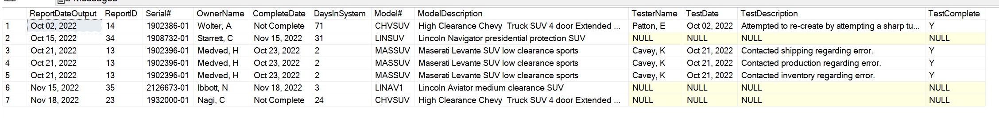 Messages
ReportDateOutput ReportID Serial# OwnerName CompleteDate DaysInSystem Model# ModelDescription TesterName TestDate TestDescription TestComplete
1 Oct 02, 2022 14 1902386-01 Wolter, A Not Complete 71 CHVSUV High Clearance Chevy  Truck SUV 4 door Extended ... Patton, E Oct 02, 2022 Attempted to re-create by attempting a sharp tu... Y
2 Oct 15, 2022 34 1908732-01 Starrett, C Nov 15, 2022 31 LINSUV Lincoln Navigator presidential protection SUV NULL NULL NULL NULL
3 Oct 21, 2022 13 1902396-01 Medved, H Oct 23, 2022 2 MASSUV Maserati Levante SUV low clearance sports Cavey, K Oct 21, 2022 Contacted shipping regarding error. Y
4 Oct 21, 2022 13 1902396-01 Medved, H Oct 23, 2022 2 MASSUV Maserati Levante SUV low clearance sports Cavey, K Oct 21, 2022 Contacted production regarding error. Y
5 Oct 21, 2022 13 1902396-01 Medved, H Oct 23, 2022 2 MASSUV Maserati Levante SUV low clearance sports Cavey, K Oct 21, 2022 Contacted inventory regarding error. Y
6 Nov 15, 2022 35 2126673-01 Ibbott, N Nov 18, 2022 3 LINAV1 Lincoln Aviator medium clearance SUV NULL NULL NULL NULL
7 Nov 18, 2022 23 1932000-01 Nagi, C Not Complete 24 CHVSUV High Clearance Chevy  Truck SUV 4 door Extended ... NULL NULL NULL NULL